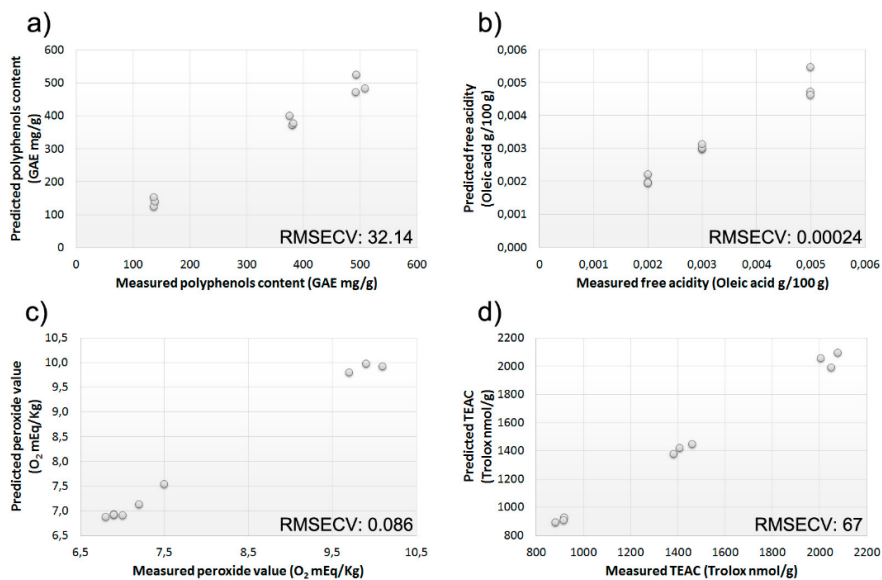 a)
Predicted polyphenols content
(GAE mg/g)
600
500
400
300
200
100
0
0 100 200 300 400 500 600
RMSECV: 32.14
Measured polyphenols content (GAE mg/g)
b)
Predicted free acidity
(Oleic acid g/100 g)
0,006
0,005
0,004
0,003
0,002
0,001
0,000
0 0,001 0,002 0,003 0,004 0,005 0,006
RMSECV: 0.00024
Measured free acidity (Oleic acid g/100 g)
c)
Predicted peroxide value
(O₂ mEq/Kg)
10,5
10,0
9,5
9,0
8,5
8,0
7,5
7,0
6,5
6,5 7,5 8,5 9,5 10,5
RMSECV: 0.086
Measured peroxide value (O₂ mEq/Kg)
d)
Predicted TEAC
(Trolox nmol/g)
2200
2000
1800
1600
1400
1200
1000
800
800 1000 1200 1400 1600 1800 2000 2200
RMSECV: 67
Measured TEAC (Trolox nmol/g)